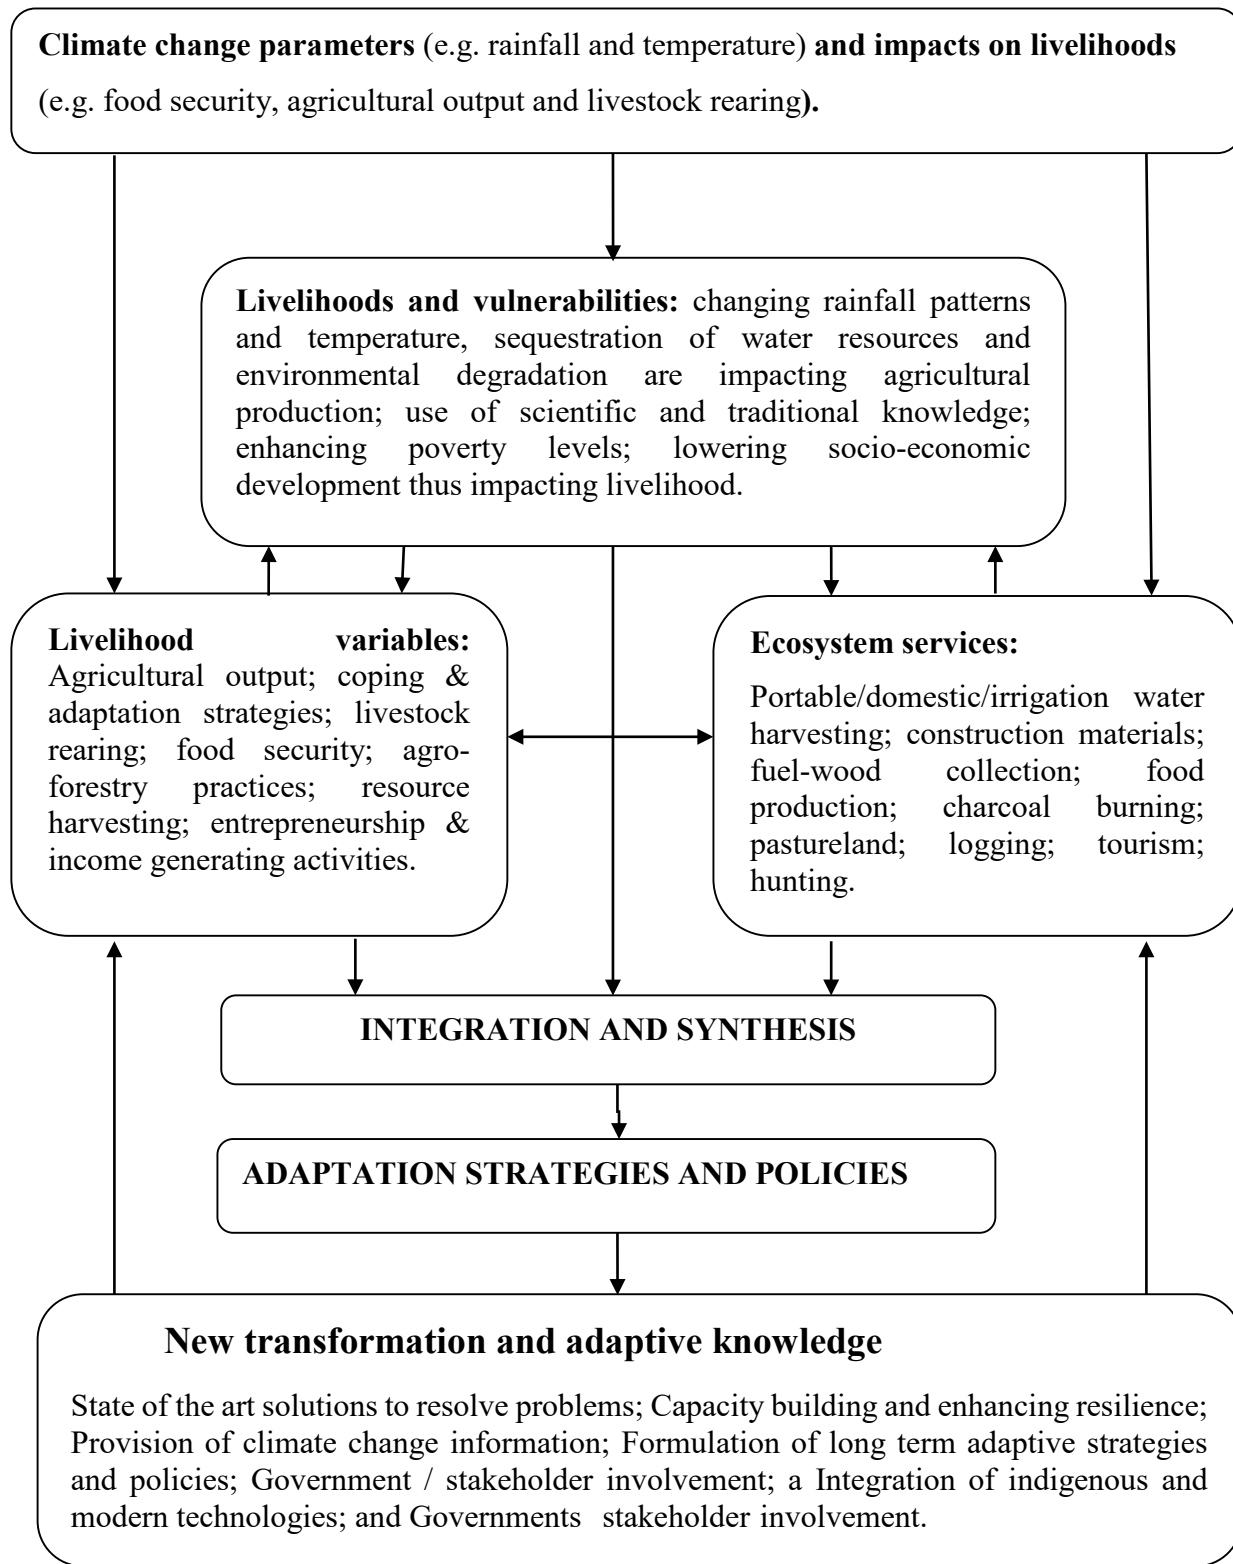 Climate change parameters (e.g. rainfall and temperature) and impacts on livelihoods
(e.g. food security, agricultural output and livestock rearing).
Livelihoods and vulnerabilities: changing rainfall patterns
and temperature, sequestration of water resources and
environmental degradation are impacting agricultural
production; use of scientific and traditional knowledge;
enhancing poverty levels; lowering socio-economic
development thus impacting livelihood.
Livelihood variables:
Agricultural output; coping &
adaptation strategies; livestock
rearing; food security; agro-
forestry practices; resource
harvesting; entrepreneurship &
income generating activities.
Ecosystem services:
Portable/domestic/irrigation water
harvesting; construction materials;
fuel-wood collection; food
production; charcoal burning;
pastureland; logging; tourism;
hunting.
INTEGRATION AND SYNTHESIS
ADAPTATION STRATEGIES AND POLICIES
New transformation and adaptive knowledge
State of the art solutions to resolve problems; Capacity building and enhancing resilience;
Provision of climate change information; Formulation of long term adaptive strategies
and policies; Government / stakeholder involvement; a Integration of indigenous and
modern technologies; and Governments stakeholder involvement.